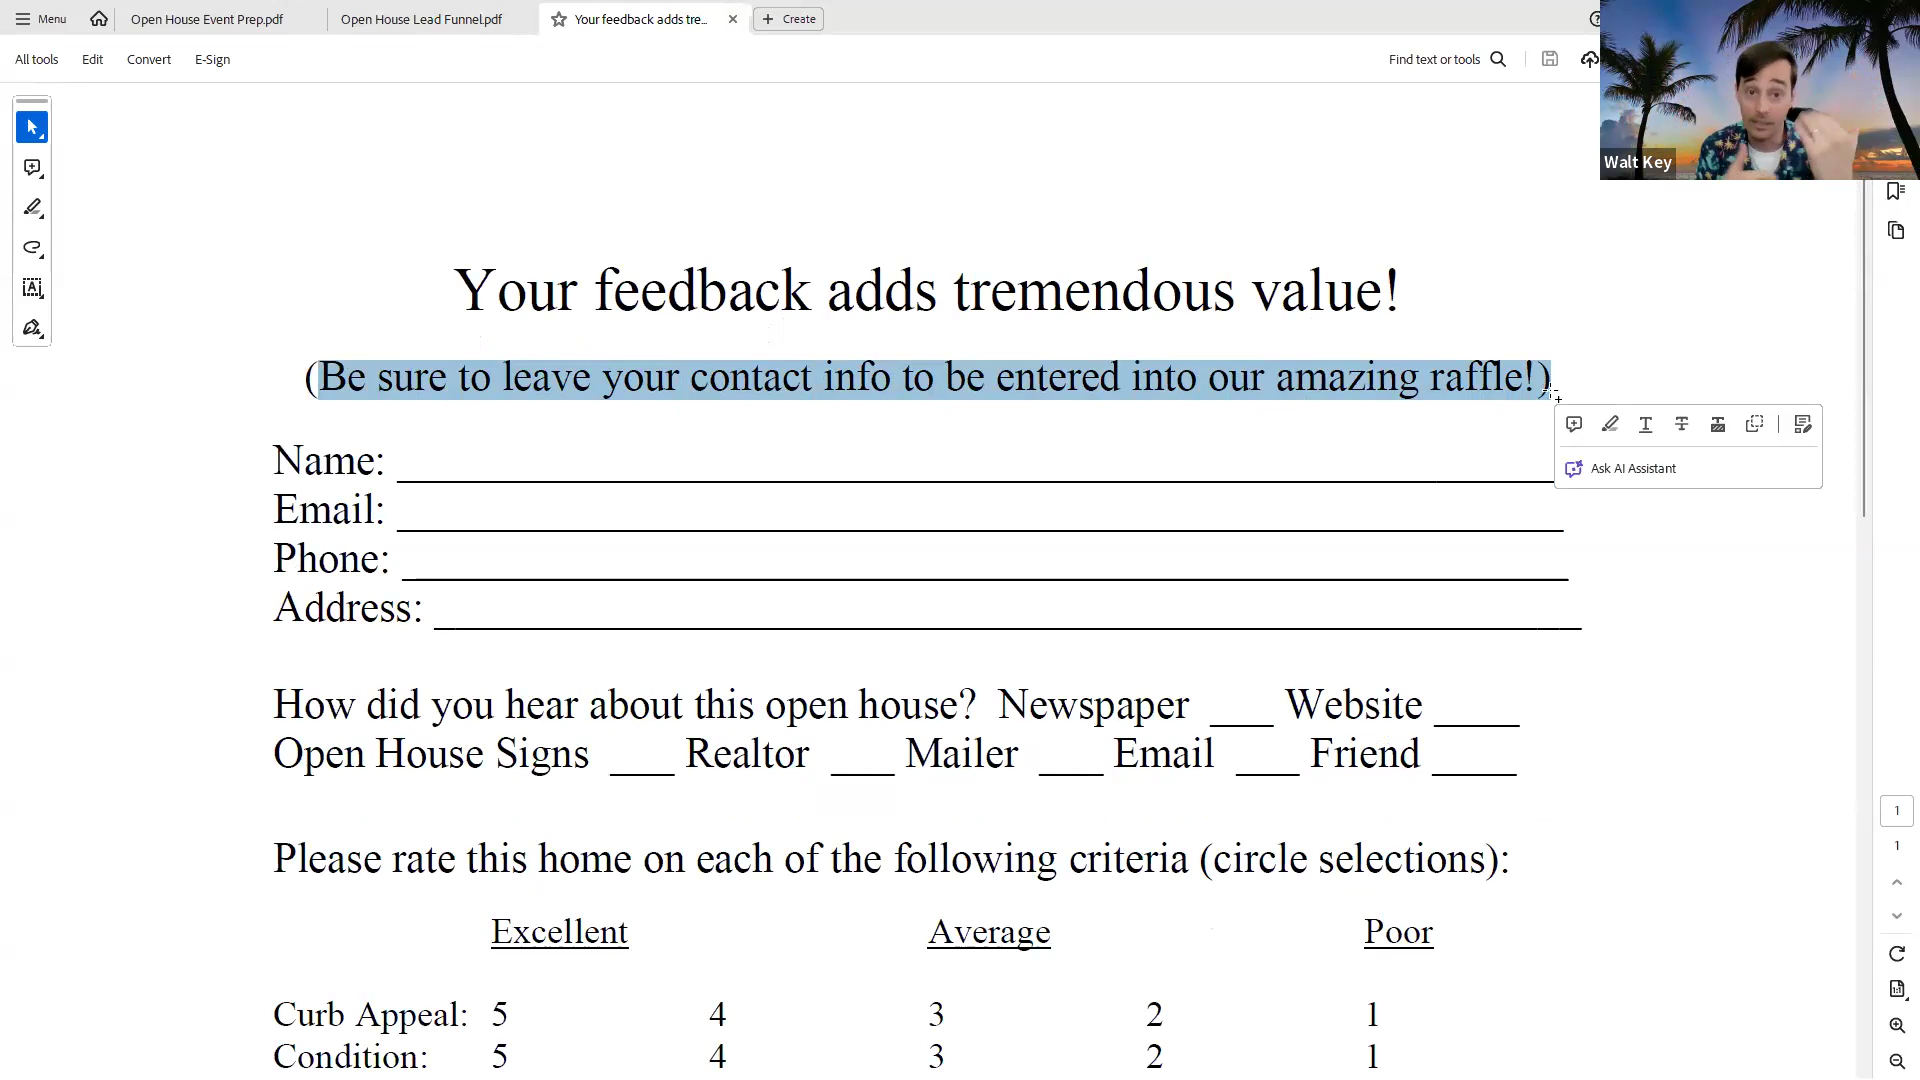 Menu Open House Event Prep.pdf Open House Lead Funnel.pdf Your feedback adds tre... Create
All tools Edit Convert E-Sign Find text or tools
Walt Key
Your feedback adds tremendous value!
(Be sure to leave your contact info to be entered into our amazing raffle!)
Name: ____
Ask AI Assistant
Email: ____
Phone: ____
Address: ____
How did you hear about this open house? Newspaper ___ Website ____
Open House Signs ___ Realtor ___ Mailer ___ Email ___ Friend ____
Please rate this home on each of the following criteria (circle selections):
Excellent Average Poor
Curb Appeal: 5 4 3 2 1
Condition: 5 4 3 2 1
1
1